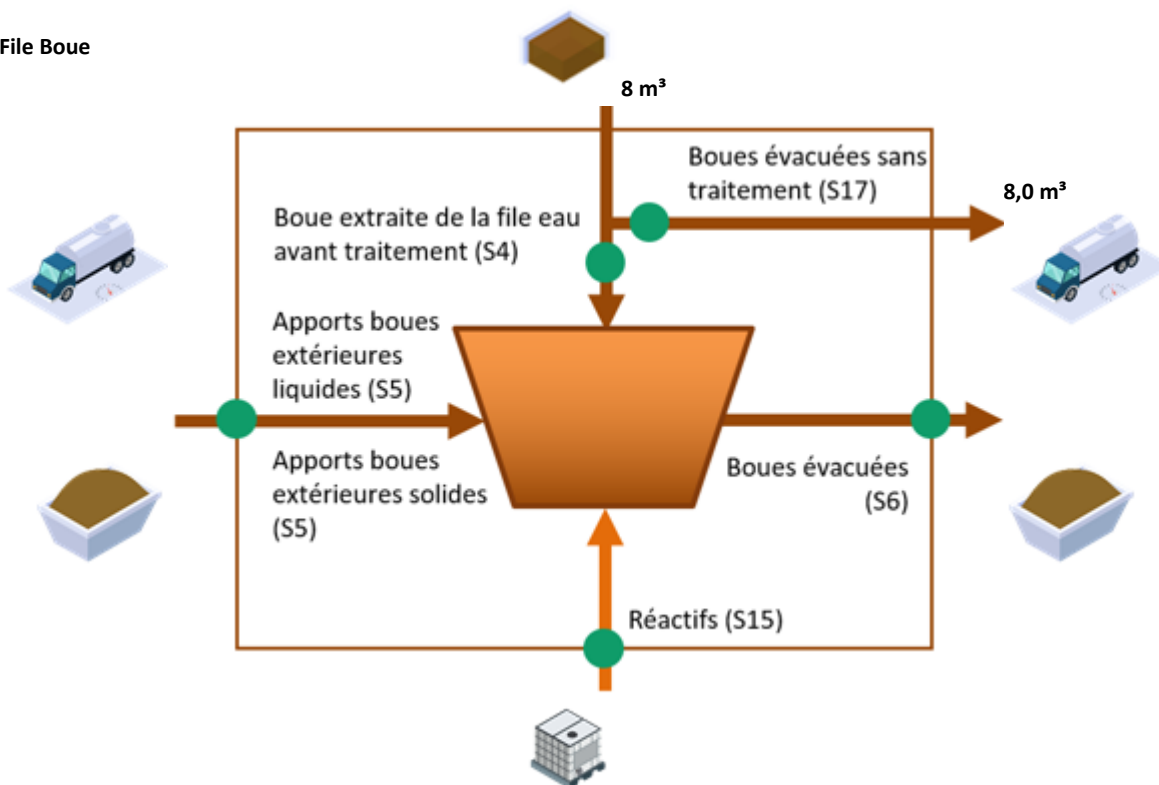 File Boue
8 m³
Boues évacuées sans
traitement (S17)
8,0 m³
Boue extraite de la file eau
avant traitement (S4)
Apports boues
extérieures
liquides (S5)
Apports boues
extérieures solides
(S5)
Boues évacuées
(S6)
Réactifs (S15)